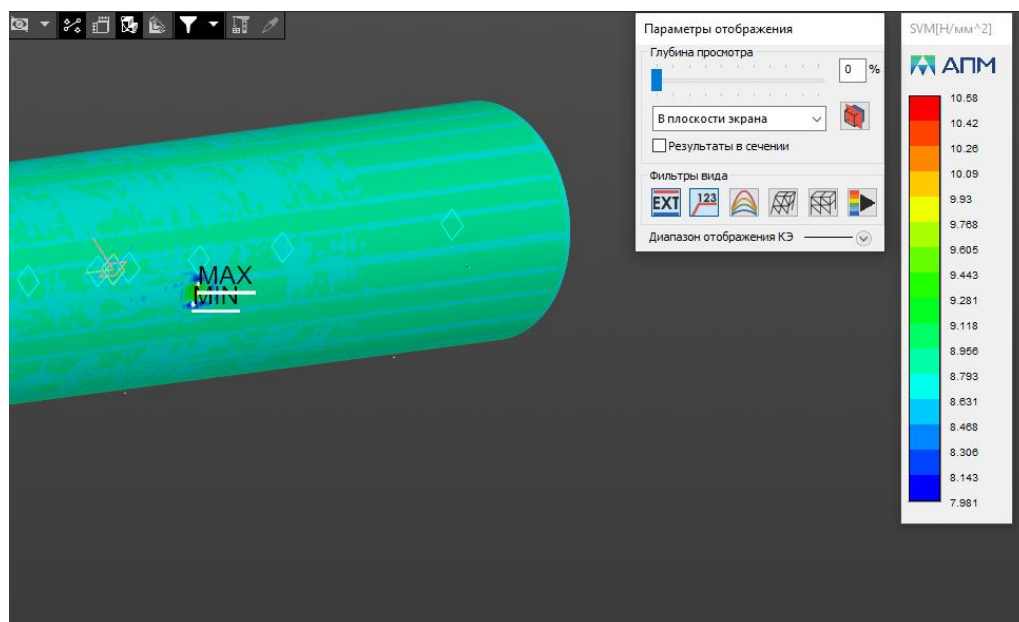 Параметры отображения
Глубина просмотра
0 %
В плоскости экрана
Результаты в сечении
Фильтры вида
EXT
123
Диапазон отображения КЭ
SVM[Н/мм^2]
АПМ
10.58
10.42
10.26
10.09
9.93
9.768
9.605
9.443
9.281
9.118
8.956
8.793
8.631
8.468
8.306
8.143
7.981
MAX
MIN